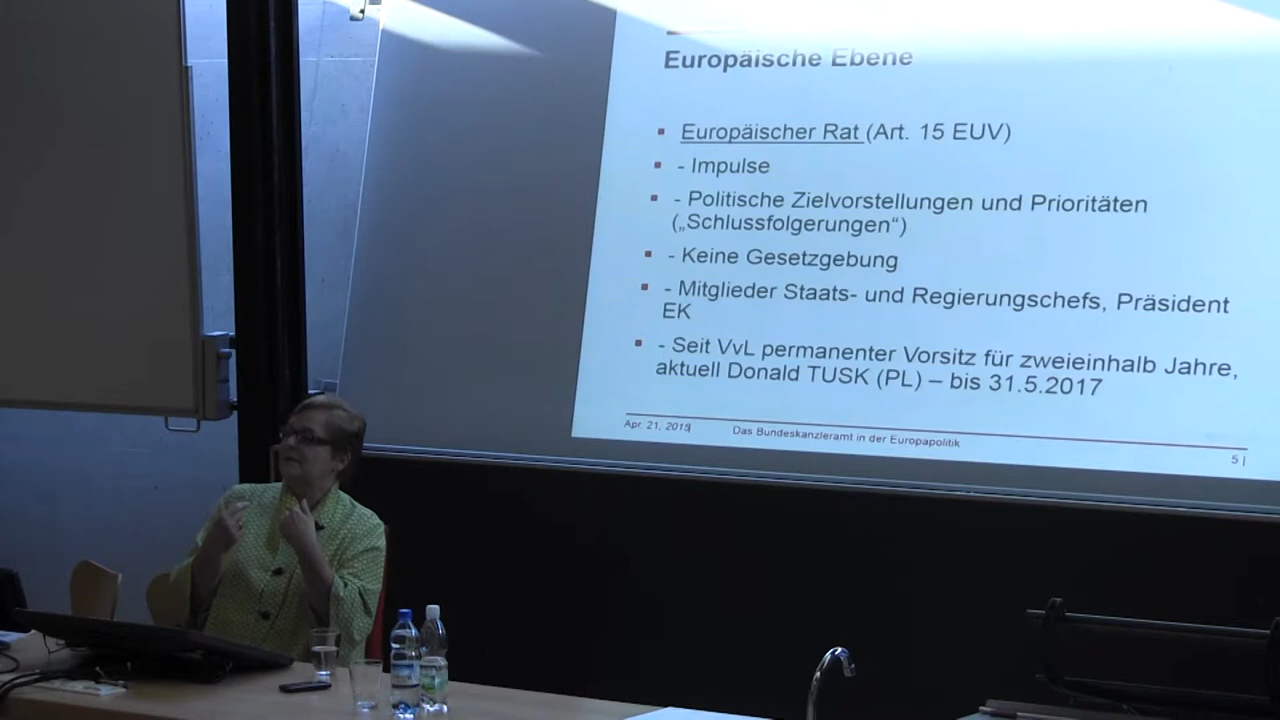 Europäische Ebene
Europäischer Rat (Art. 15 EUV)
- Impulse
- Politische Zielvorstellungen und Prioritäten
(„Schlussfolgerungen“)
- Keine Gesetzgebung
- Mitglieder Staats- und Regierungschefs, Präsident
EK
- Seit VvL permanenter Vorsitz für zweieinhalb Jahre,
aktuell Donald TUSK (PL) – bis 31.5.2017
Apr. 21, 2015| Das Bundeskanzleramt in der Europapolitik
5 |